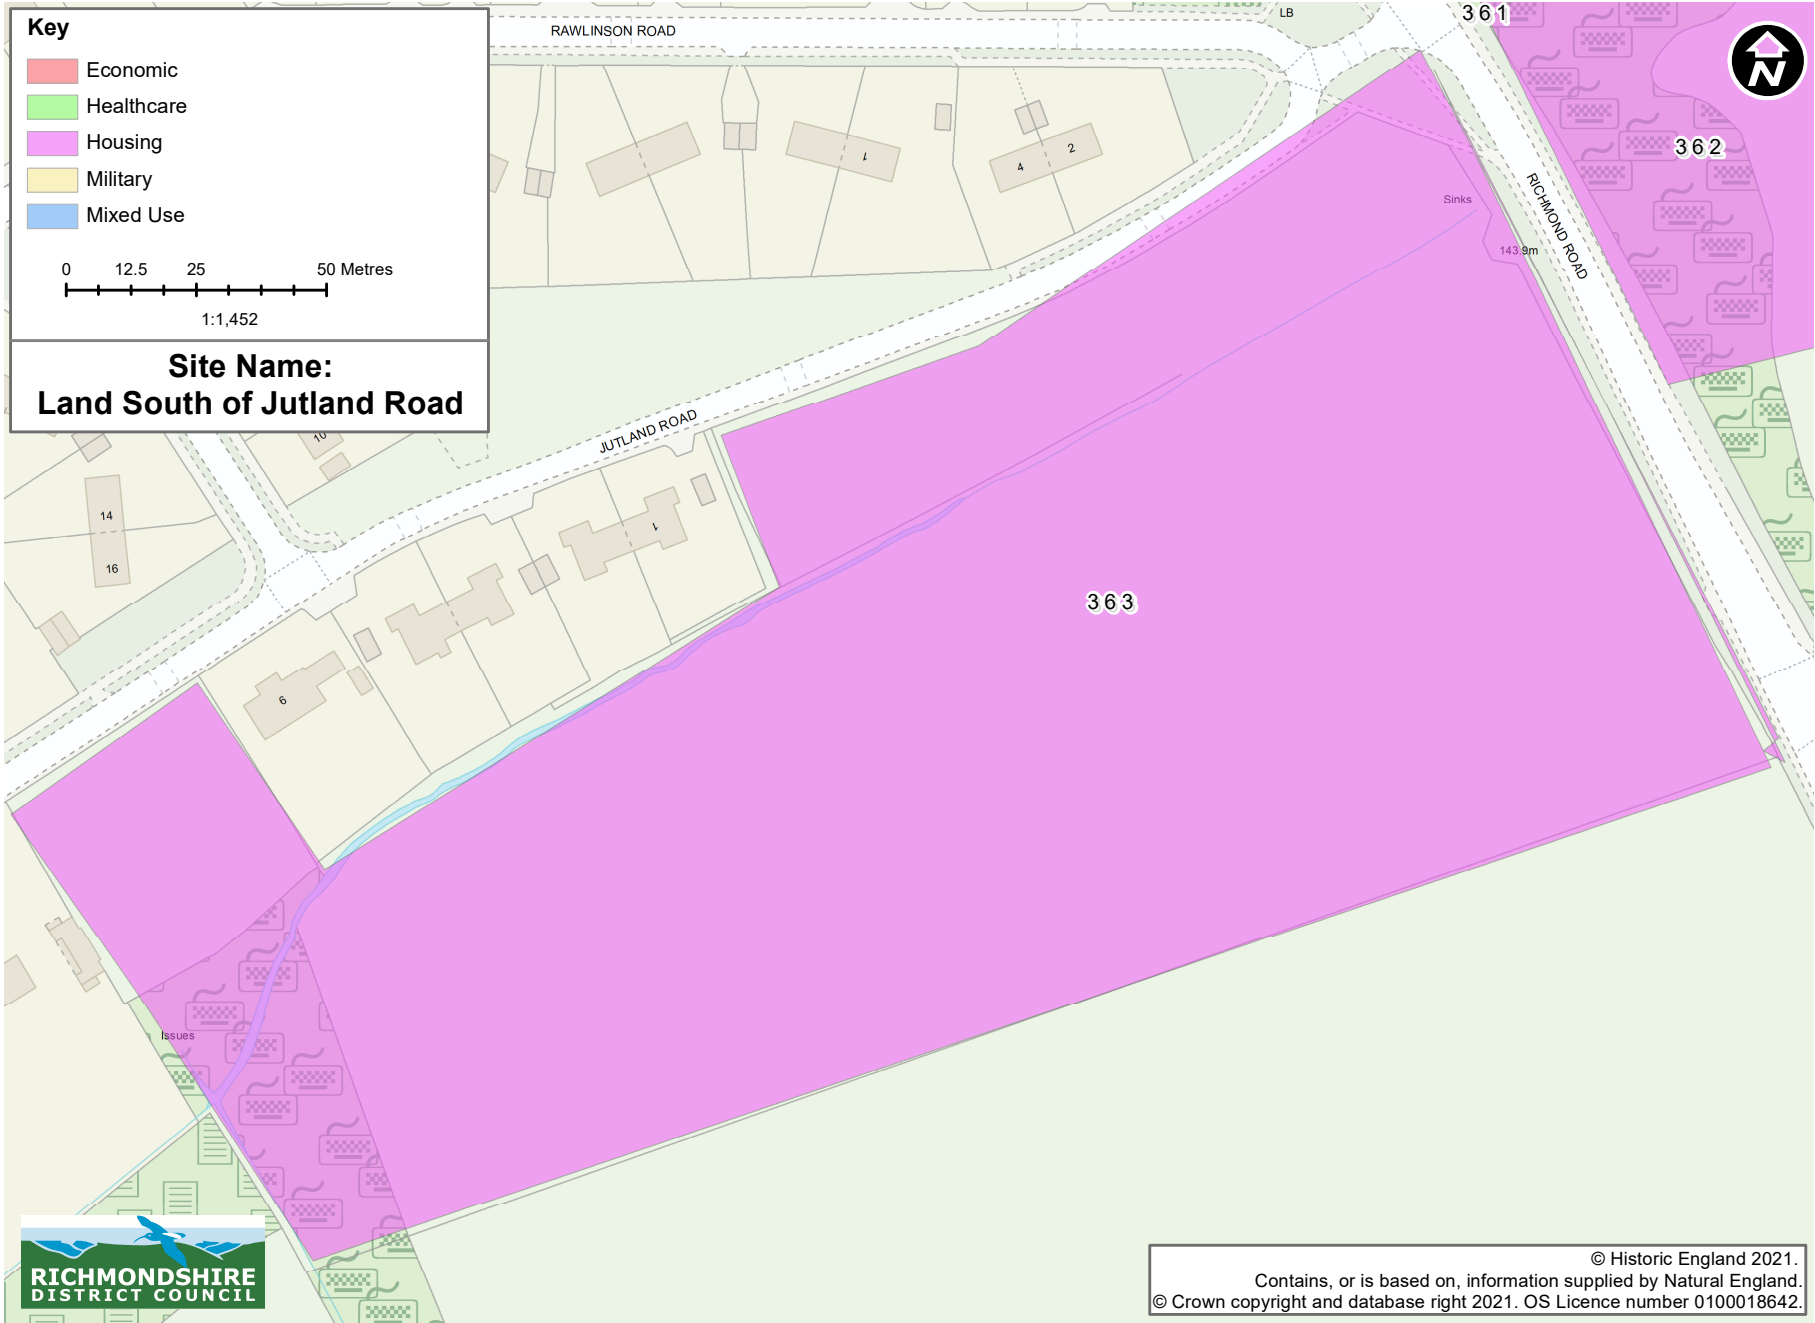 Key
Economic
Healthcare
Housing
Military
Mixed Use
0 12.5 25 50 Metres
1:1,452
Site Name:
Land South of Jutland Road
RAWLINSON ROAD
LB
361
N
362
1
4
2
Sinks
143.9m
RICHMOND ROAD
JUTLAND ROAD
10
14
16
1
363
6
Issues
RICHMONDSHIRE
DISTRICT COUNCIL
© Historic England 2021.
Contains, or is based on, information supplied by Natural England.
© Crown copyright and database right 2021. OS Licence number 0100018642.